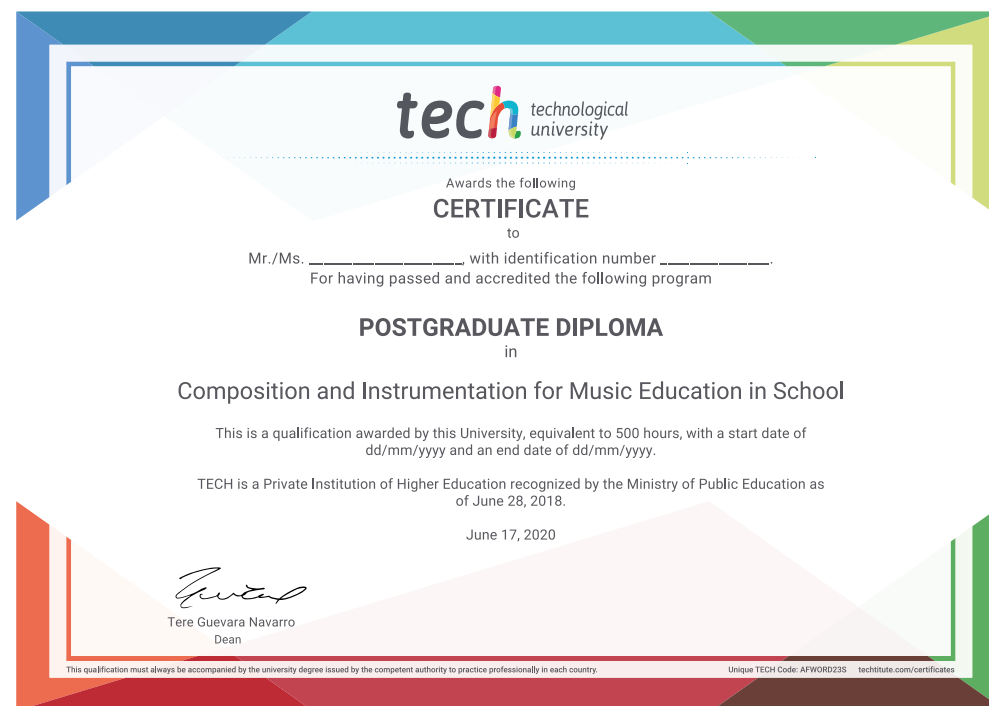 tech technological
university
Awards the following
CERTIFICATE
to
Mr./Ms. ____________________, with identification number ______________.
For having passed and accredited the following program
POSTGRADUATE DIPLOMA
in
Composition and Instrumentation for Music Education in School
This is a qualification awarded by this University, equivalent to 500 hours, with a start date of
dd/mm/yyyy and an end date of dd/mm/yyyy.
TECH is a Private Institution of Higher Education recognized by the Ministry of Public Education as
of June 28, 2018.
June 17, 2020
Tere Guevara Navarro
Dean
This qualification must always be accompanied by the university degree issued by the competent authority to practice professionally in each country.
Unique TECH Code: AFWORD23S techtitute.com/certificates